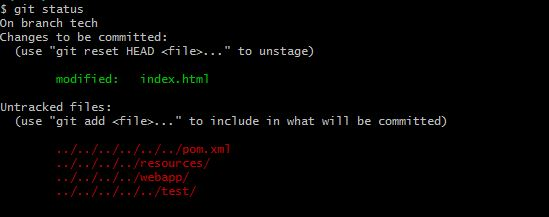 $ git status
On branch tech
Changes to be committed:
(use "git reset HEAD <file>..." to unstage)
modified: index.html
Untracked files:
(use "git add <file>..." to include in what will be committed)
../../../../../../pom.xml
../../../../resources/
../../../../webapp/
../../../../../test/